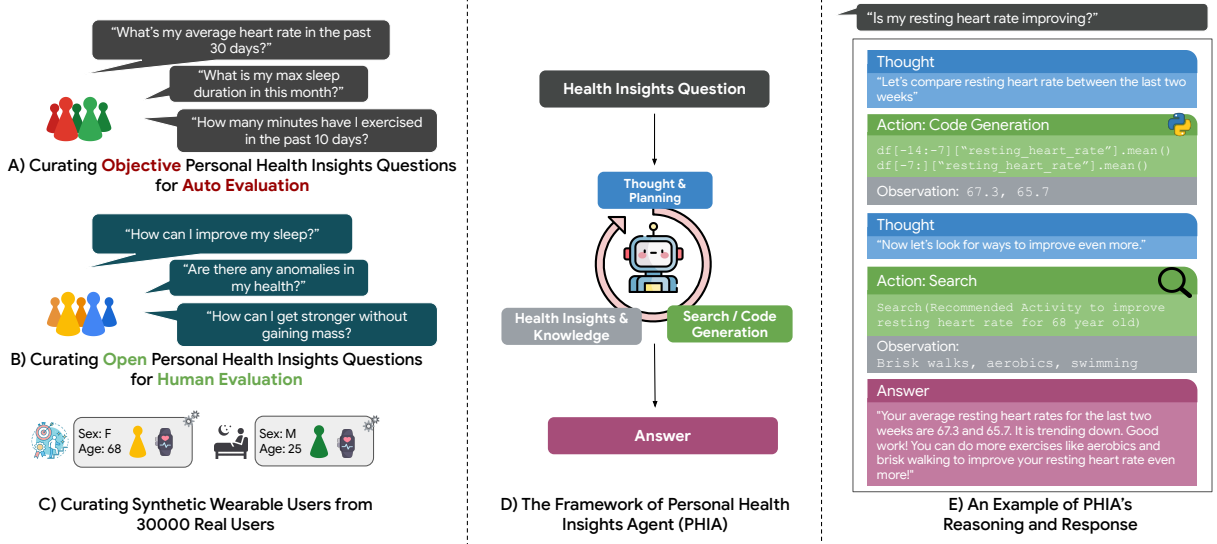 “What’s my average heart rate in the past
30 days?”
“What is my max sleep
duration in this month?”
“How many minutes have I exercised
in the past 10 days?
A) Curating Objective Personal Health Insights Questions
for Auto Evaluation
“How can I improve my sleep?”
“Are there any anomalies in
my health?”
“How can I get stronger without
gaining mass?
B) Curating Open Personal Health Insights Questions
for Human Evaluation
Sex: F
Age: 68
Sex: M
Age: 25
C) Curating Synthetic Wearable Users from
30000 Real Users
Health Insights Question
Thought &
Planning
Health Insights &
Knowledge
Search / Code
Generation
Answer
D) The Framework of Personal Health
Insights Agent (PHIA)
“Is my resting heart rate improving?”
Thought
“Let’s compare resting heart rate between the last two
weeks”
Action: Code Generation
df[-14:-7][“resting_heart_rate”].mean()
df[-7:][“resting_heart_rate”].mean()
Observation: 67.3, 65.7
Thought
“Now let’s look for ways to improve even more.”
Action: Search
Search(Recommended Activity to improve
resting heart rate for 68 year old)
Observation:
Brisk walks, aerobics, swimming
Answer
"Your average resting heart rates for the last two
weeks are 67.3 and 65.7. It is trending down. Good
work! You can do more exercises like aerobics and
brisk walking to improve your resting heart rate even
more!"
E) An Example of PHIA’s
Reasoning and Response